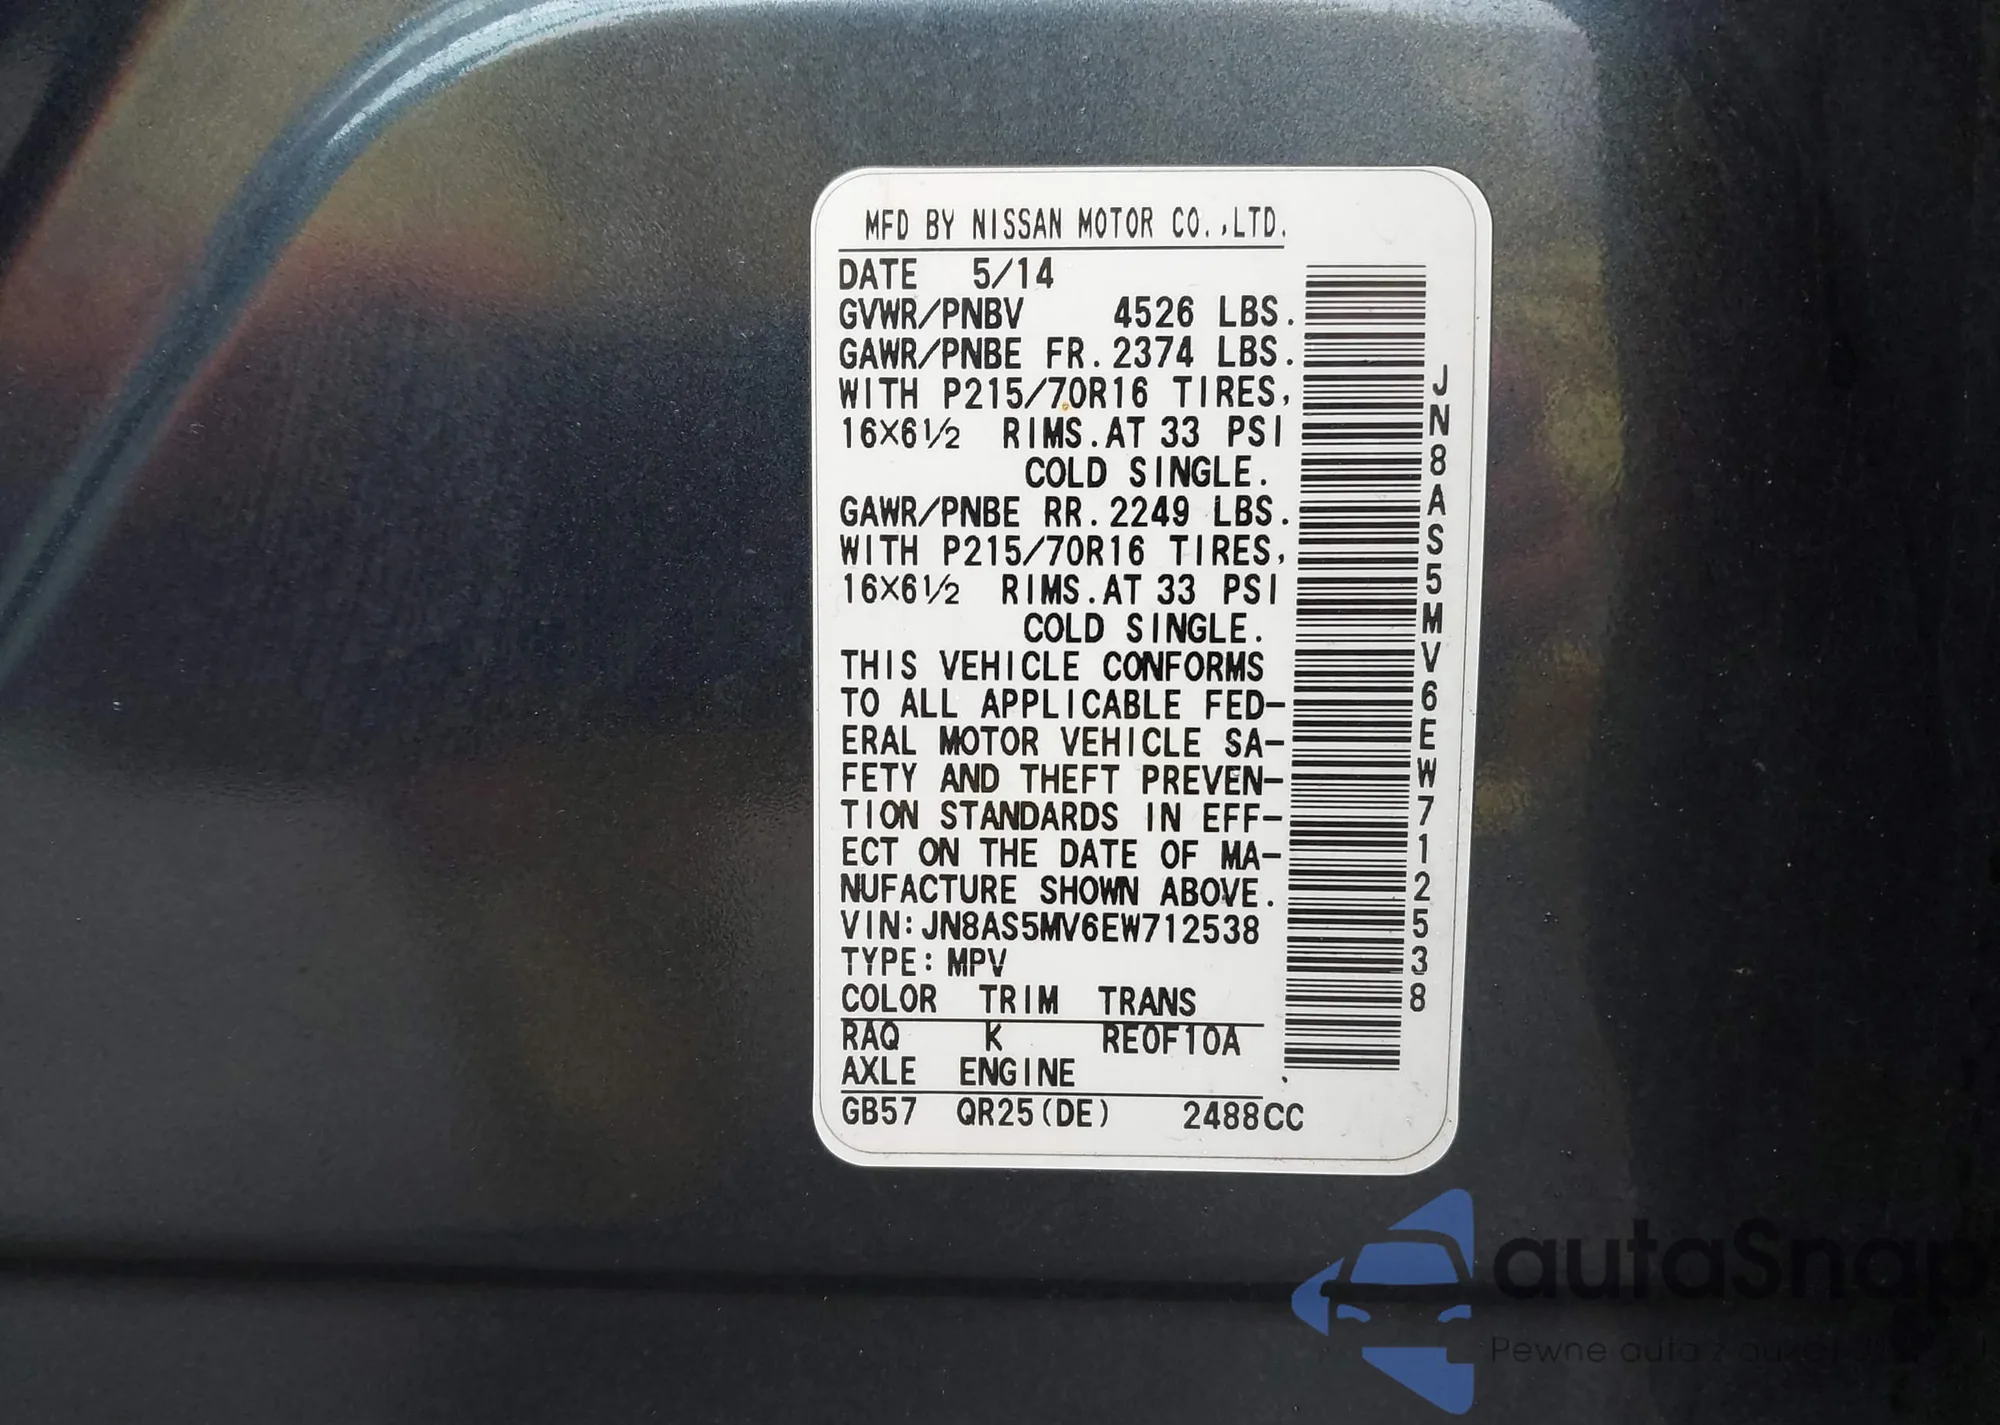 MFD BY NISSAN MOTOR CO.,LTD.
DATE 5/14
GVWR/PNBV 4526 LBS.
GAWR/PNBE FR. 2374 LBS.
WITH P215/70R16 TIRES,
16X6½ RIMS.AT 33 PSI
COLD SINGLE.
GAWR/PNBE RR. 2249 LBS.
WITH P215/70R16 TIRES,
16X6½ RIMS.AT 33 PSI
COLD SINGLE.
THIS VEHICLE CONFORMS
TO ALL APPLICABLE FED-
ERAL MOTOR VEHICLE SA-
FETY AND THEFT PREVEN-
TION STANDARDS IN EFF-
ECT ON THE DATE OF MA-
NUFACTURE SHOWN ABOVE.
VIN:JN8AS5MV6EW712538
TYPE:MPV
COLOR TRIM TRANS
RAQ K RE0F10A
AXLE ENGINE
GB57 QR25(DE) 2488CC
JN8AS5MV6EW712538
autaSnap
Pewne auto z